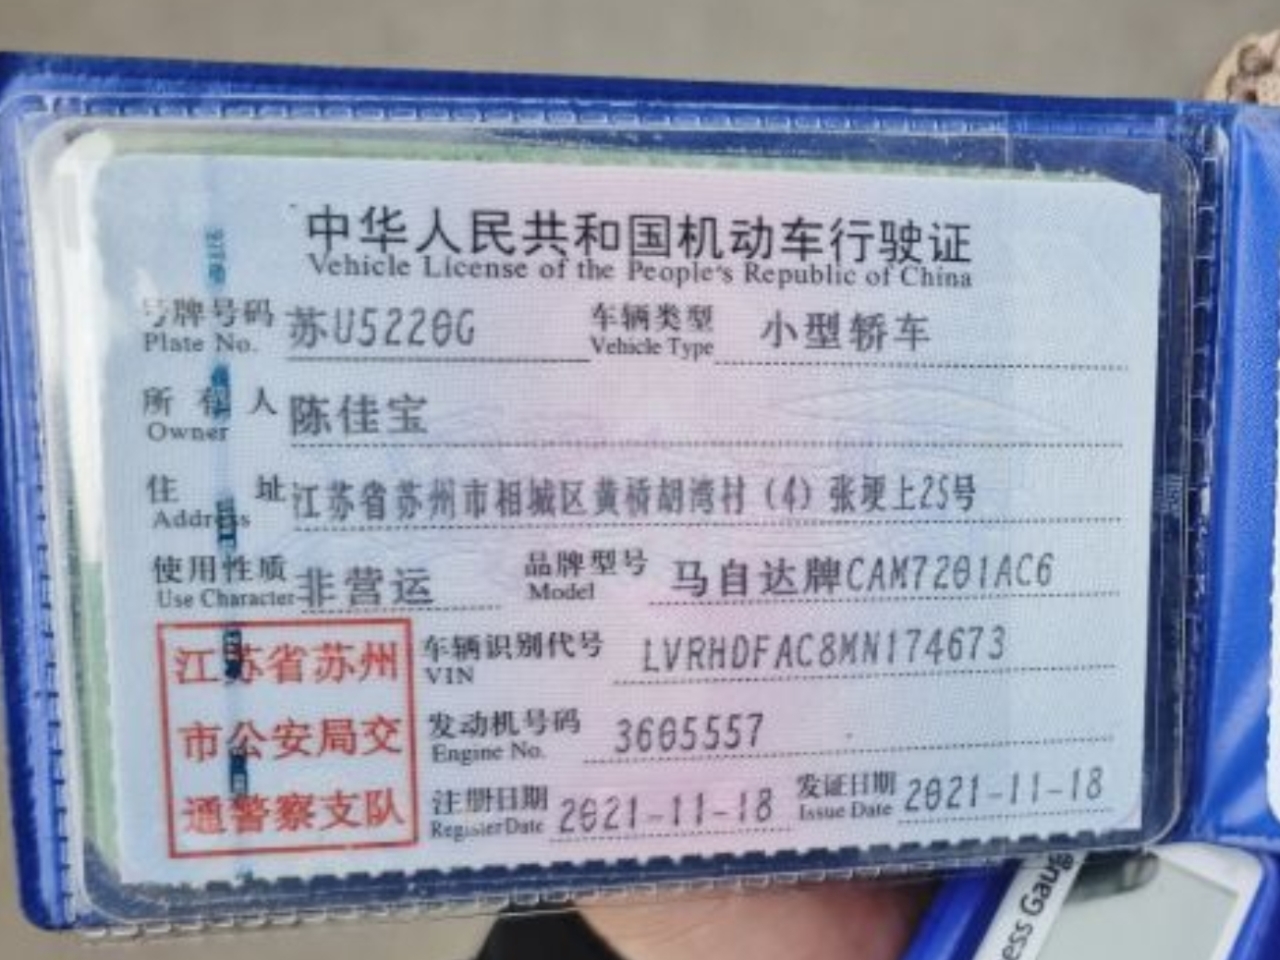 中华人民共和国机动车行驶证
Vehicle License of the People's Republic of China
号牌号码 苏U5220G 车辆类型 小型轿车
Plate No. Vehicle Type
所有人 陈佳宝
Owner
住址 江苏省苏州市相城区黄桥胡湾村（4）张埂上25号
Address
使用性质 非营运 品牌型号 马自达牌CAM7201AC6
Use Character Model
江苏省苏州
市公安局交
通警察支队
车辆识别代号 LVRHDFAC8MN174673
VIN
发动机号码 3605557
Engine No.
注册日期 2021-11-18 发证日期 2021-11-18
Register Date Issue Date
ess Gaug